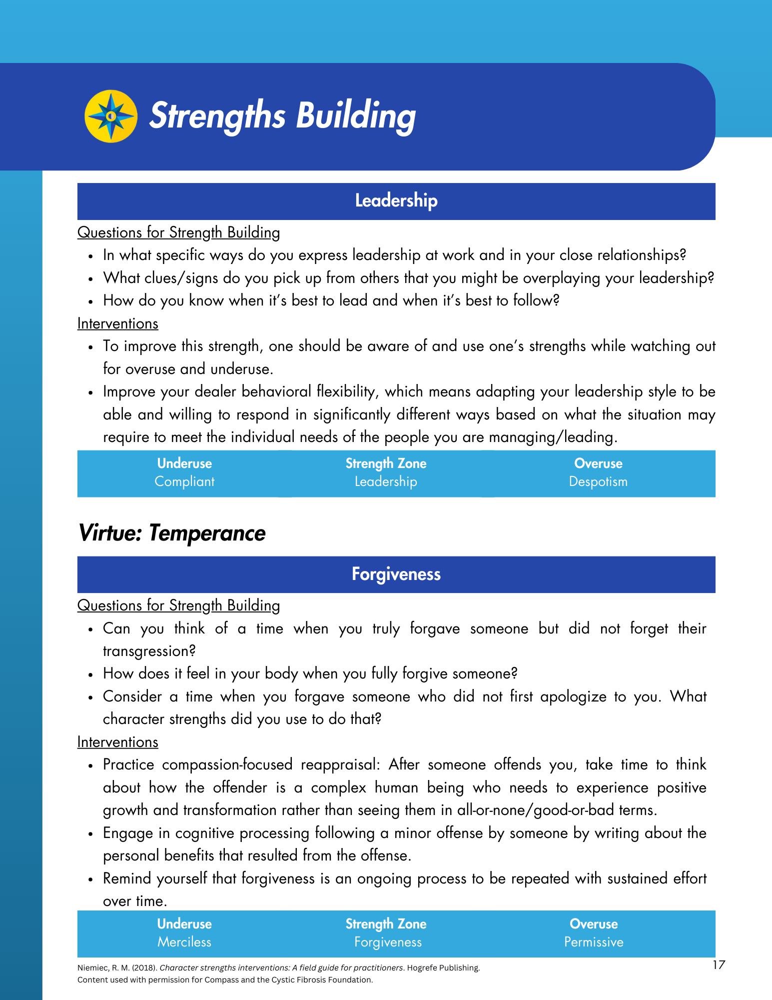 Strengths Building
Leadership
Questions for Strength Building
• In what specific ways do you express leadership at work and in your close relationships?
• What clues/signs do you pick up from others that you might be overplaying your leadership?
• How do you know when it's best to lead and when it's best to follow?
Interventions
• To improve this strength, one should be aware of and use one's strengths while watching out
for overuse and underuse.
• Improve your dealer behavioral flexibility, which means adapting your leadership style to be
able and willing to respond in significantly different ways based on what the situation may
require to meet the individual needs of the people you are managing/leading.
Underuse Strength Zone Overuse
Compliant Leadership Despotism
Virtue: Temperance
Forgiveness
Questions for Strength Building
• Can you think of a time when you truly forgave someone but did not forget their
transgression?
• How does it feel in your body when you fully forgive someone?
• Consider a time when you forgave someone who did not first apologize to you. What
character strengths did you use to do that?
Interventions
• Practice compassion-focused reappraisal: After someone offends you, take time to think
about how the offender is a complex human being who needs to experience positive
growth and transformation rather than seeing them in all-or-none/good-or-bad terms.
• Engage in cognitive processing following a minor offense by someone by writing about the
personal benefits that resulted from the offense.
• Remind yourself that forgiveness is an ongoing process to be repeated with sustained effort
over time.
Underuse Strength Zone Overuse
Merciless Forgiveness Permissive
Niemiec, R. M. (2018). Character strengths interventions: A field guide for practitioners. Hogrefe Publishing.
Content used with permission for Compass and the Cystic Fibrosis Foundation.
17